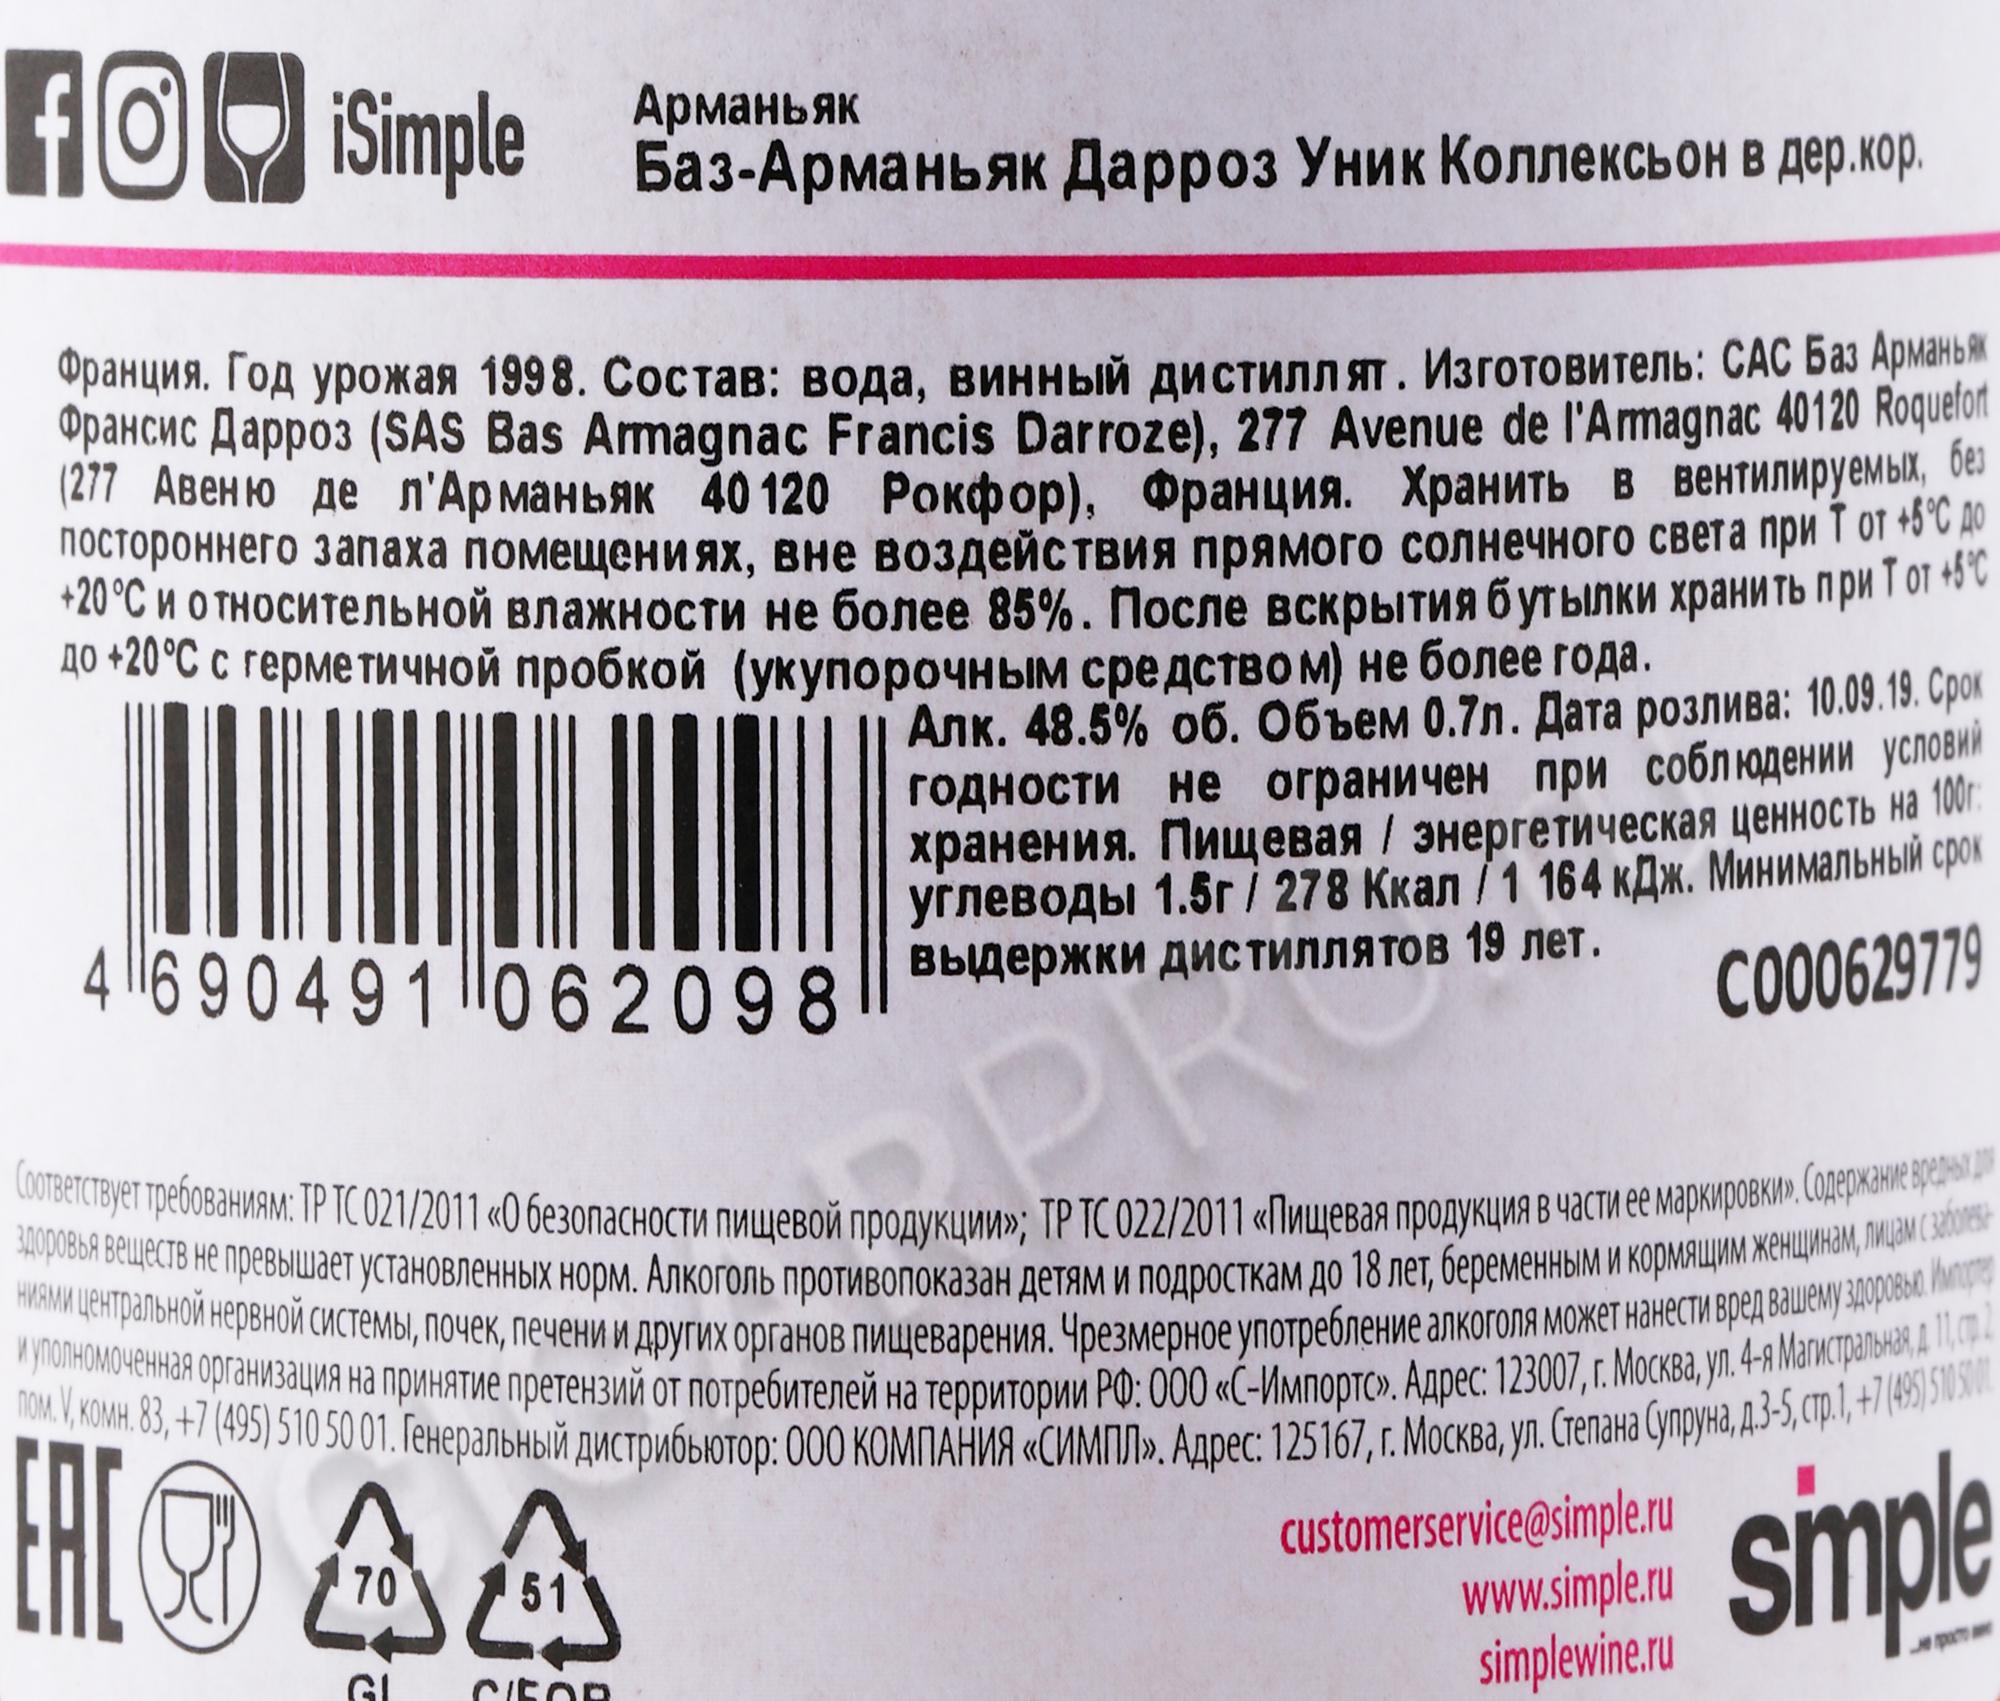 iSimple
Арманьяк
Баз-Арманьяк Дарроз Уник Коллексьон в дер.кор.
Франция. Год урожая 1998. Состав: вода, винный дистиллят. Изготовитель: САС Баз Арманьяк
Франсис Дарроз (SAS Bas Armagnac Francis Darroze), 277 Avenue de l'Armagnac 40120 Roquefort
(277 Авеню де л'Арманьяк 40120 Рокфор), Франция. Хранить в вентилируемых, без
постороннего запаха помещениях, вне воздействия прямого солнечного света при Т от +5°С до
+20°С и относительной влажности не более 85%. После вскрытия бутылки хранить при Т от +5°С
до +20°С с герметичной пробкой (укупорочным средством) не более года.
Алк. 48.5% об. Объем 0.7л. Дата розлива: 10.09.19. Срок
годности не ограничен при соблюдении условий
хранения. Пищевая / энергетическая ценность на 100г:
углеводы 1.5г / 278 Ккал / 1 164 кДж. Минимальный срок
выдержки дистиллятов 19 лет.
4 690491 062098
C000629779
CIGARPRO.ru
Соответствует требованиям: ТР ТС 021/2011 «О безопасности пищевой продукции»; ТР ТС 022/2011 «Пищевая продукция в части ее маркировки». Содержание вредных для
здоровья веществ не превышает установленных норм. Алкоголь противопоказан детям и подросткам до 18 лет, беременным и кормящим женщинам, лицам с заболева-
ниями центральной нервной системы, почек, печени и других органов пищеварения. Чрезмерное употребление алкоголя может нанести вред вашему здоровью. Импортер
и уполномоченная организация на принятие претензий от потребителей на территории РФ: ООО «С-Импортс». Адрес: 123007, г. Москва, ул. 4-я Магистральная, д. 11, стр. 2,
пом. V, комн. 83, +7 (495) 510 50 01. Генеральный дистрибьютор: ООО КОМПАНИЯ «СИМПЛ». Адрес: 125167, г. Москва, ул. Степана Супруна, д.3-5, стр.1, +7 (495) 510 50 01.
EAC
70
GL
51
C/FOR
customerservice@simple.ru
www.simple.ru
simplewine.ru
simple
...не просто вино